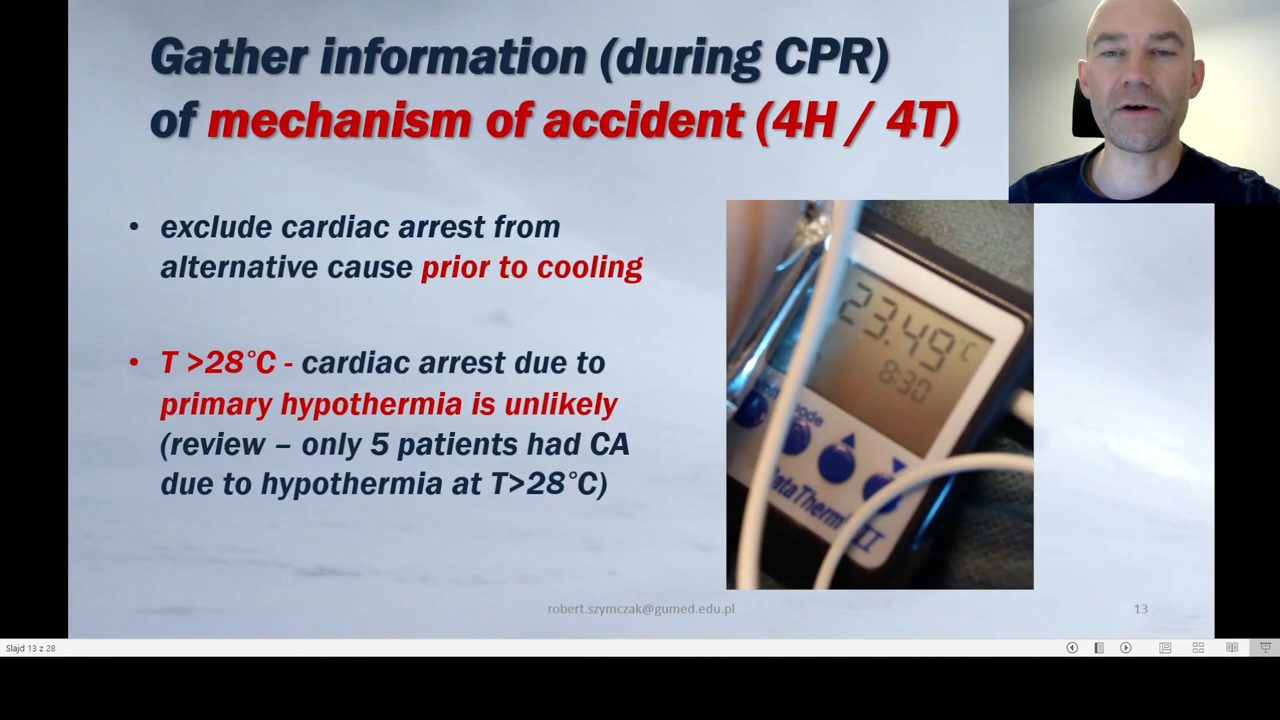 Gather information (during CPR)
of mechanism of accident (4H / 4T)
• exclude cardiac arrest from
alternative cause prior to cooling
• T >28°C - cardiac arrest due to
primary hypothermia is unlikely
(review – only 5 patients had CA
due to hypothermia at T>28°C)
23.49 °C
8:30
ode
ataTherm II
robert.szymczak@gumed.edu.pl
13
Slajd 13 z 28